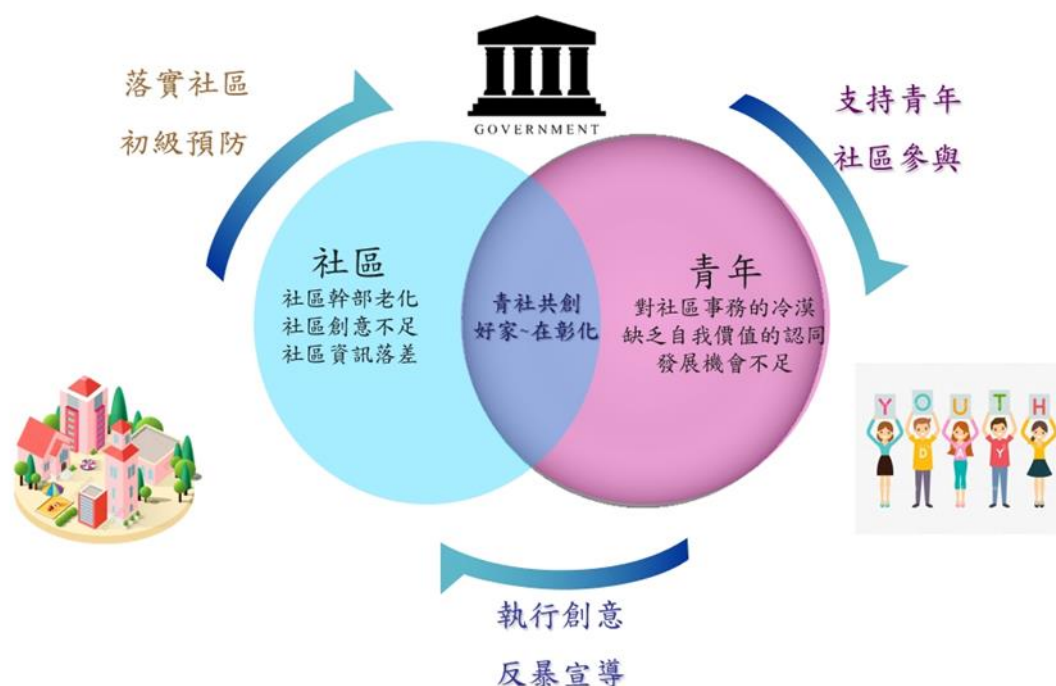 落實社區
初級預防
GOVERNMENT
支持青年
社區參與
社區
社區幹部老化
社區創意不足
社區資訊落差
青社共創
好家~在彰化
青年
對社區事務的冷漠
缺乏自我價值的認同
發展機會不足
YOUTH
DAY
執行創意
反暴宣導